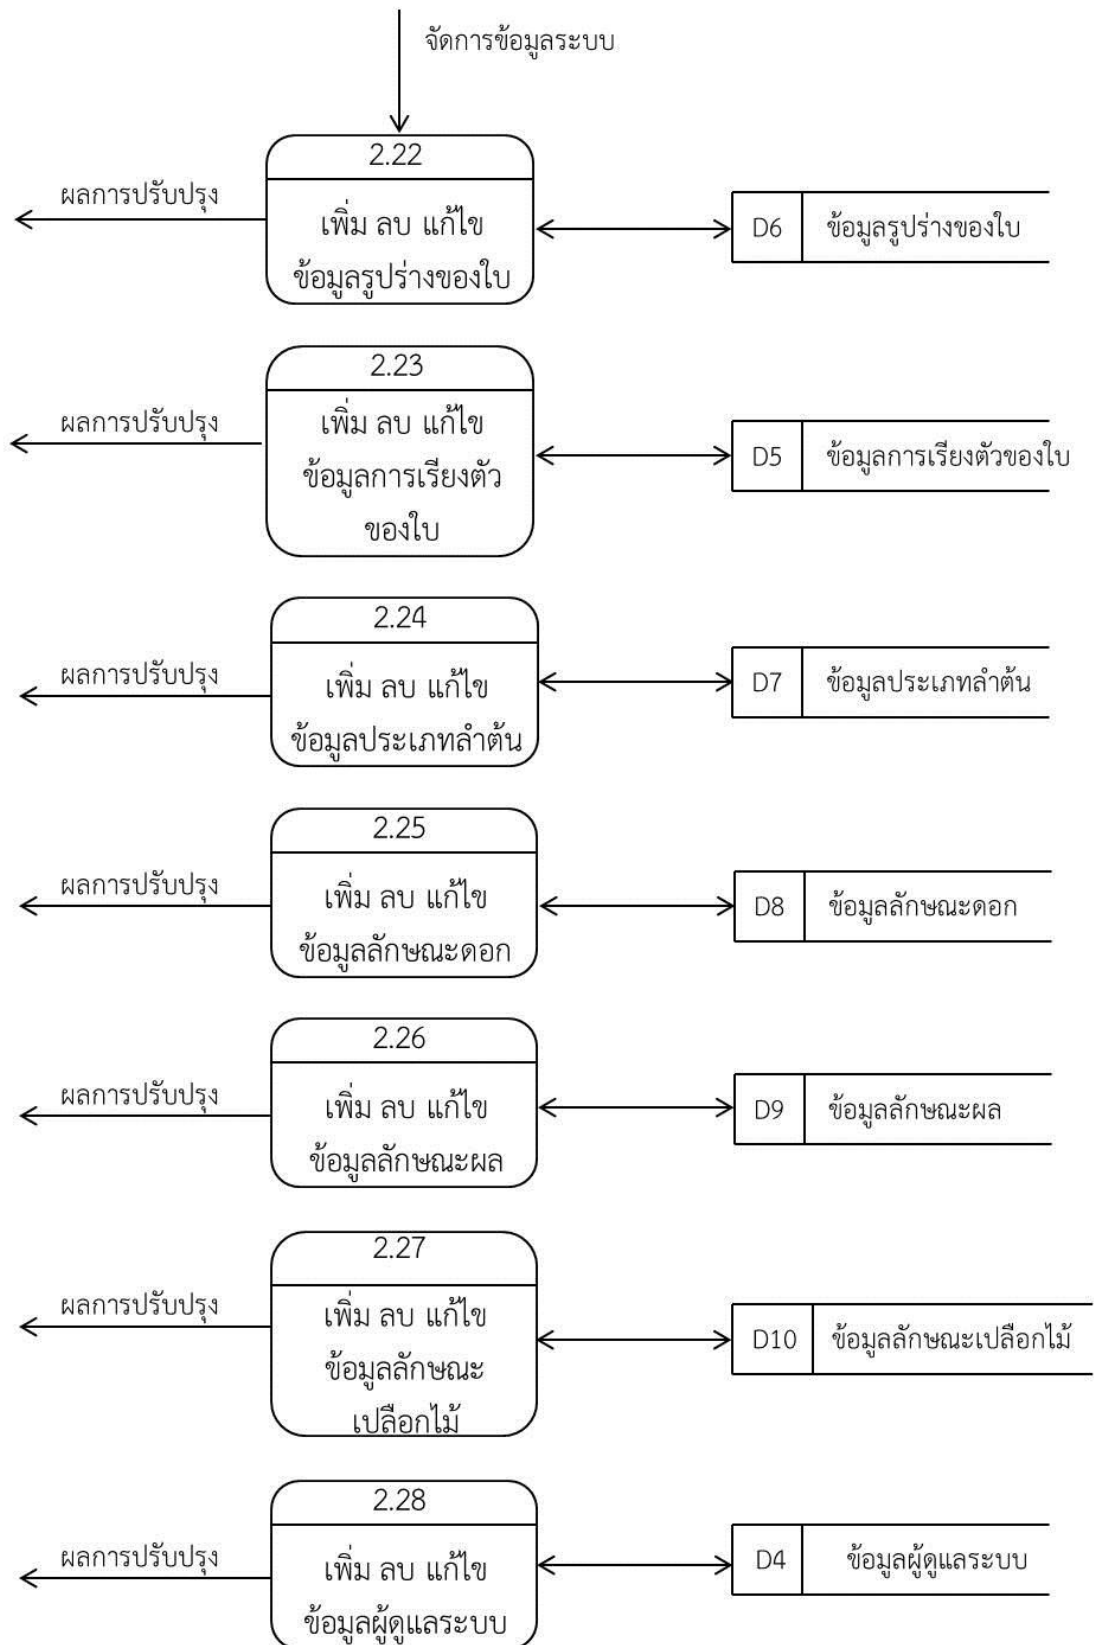 จัดการข้อมูลระบบ
2.22
ผลการปรับปรุง
เพิ่ม ลบ แก้ไข
ข้อมูลรูปร่างของใบ
D6
ข้อมูลรูปร่างของใบ
2.23
ผลการปรับปรุง
เพิ่ม ลบ แก้ไข
ข้อมูลการเรียงตัว
ของใบ
D5
ข้อมูลการเรียงตัวของใบ
2.24
ผลการปรับปรุง
เพิ่ม ลบ แก้ไข
ข้อมูลประเภทลำต้น
D7
ข้อมูลประเภทลำต้น
2.25
ผลการปรับปรุง
เพิ่ม ลบ แก้ไข
ข้อมูลลักษณะดอก
D8
ข้อมูลลักษณะดอก
2.26
ผลการปรับปรุง
เพิ่ม ลบ แก้ไข
ข้อมูลลักษณะผล
D9
ข้อมูลลักษณะผล
2.27
ผลการปรับปรุง
เพิ่ม ลบ แก้ไข
ข้อมูลลักษณะ
เปลือกไม้
D10
ข้อมูลลักษณะเปลือกไม้
2.28
ผลการปรับปรุง
เพิ่ม ลบ แก้ไข
ข้อมูลผู้ดูแลระบบ
D4
ข้อมูลผู้ดูแลระบบ